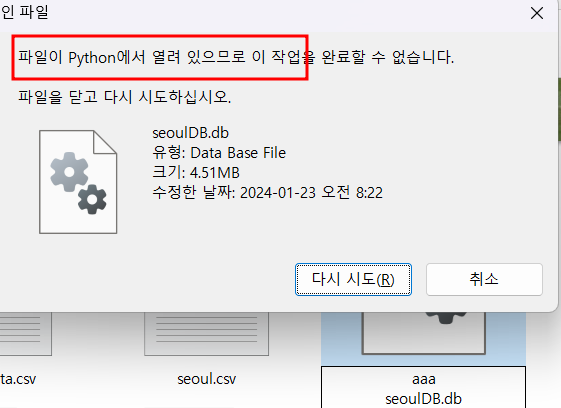 인 파일
파일이 Python에서 열려 있으므로 이 작업을 완료할 수 없습니다.
파일을 닫고 다시 시도하십시오.
seoulDB.db
유형: Data Base File
크기: 4.51MB
수정한 날짜: 2024-01-23 오전 8:22
다시 시도(R)
취소
ta.csv
seoul.csv
aaa
seoulDB.db